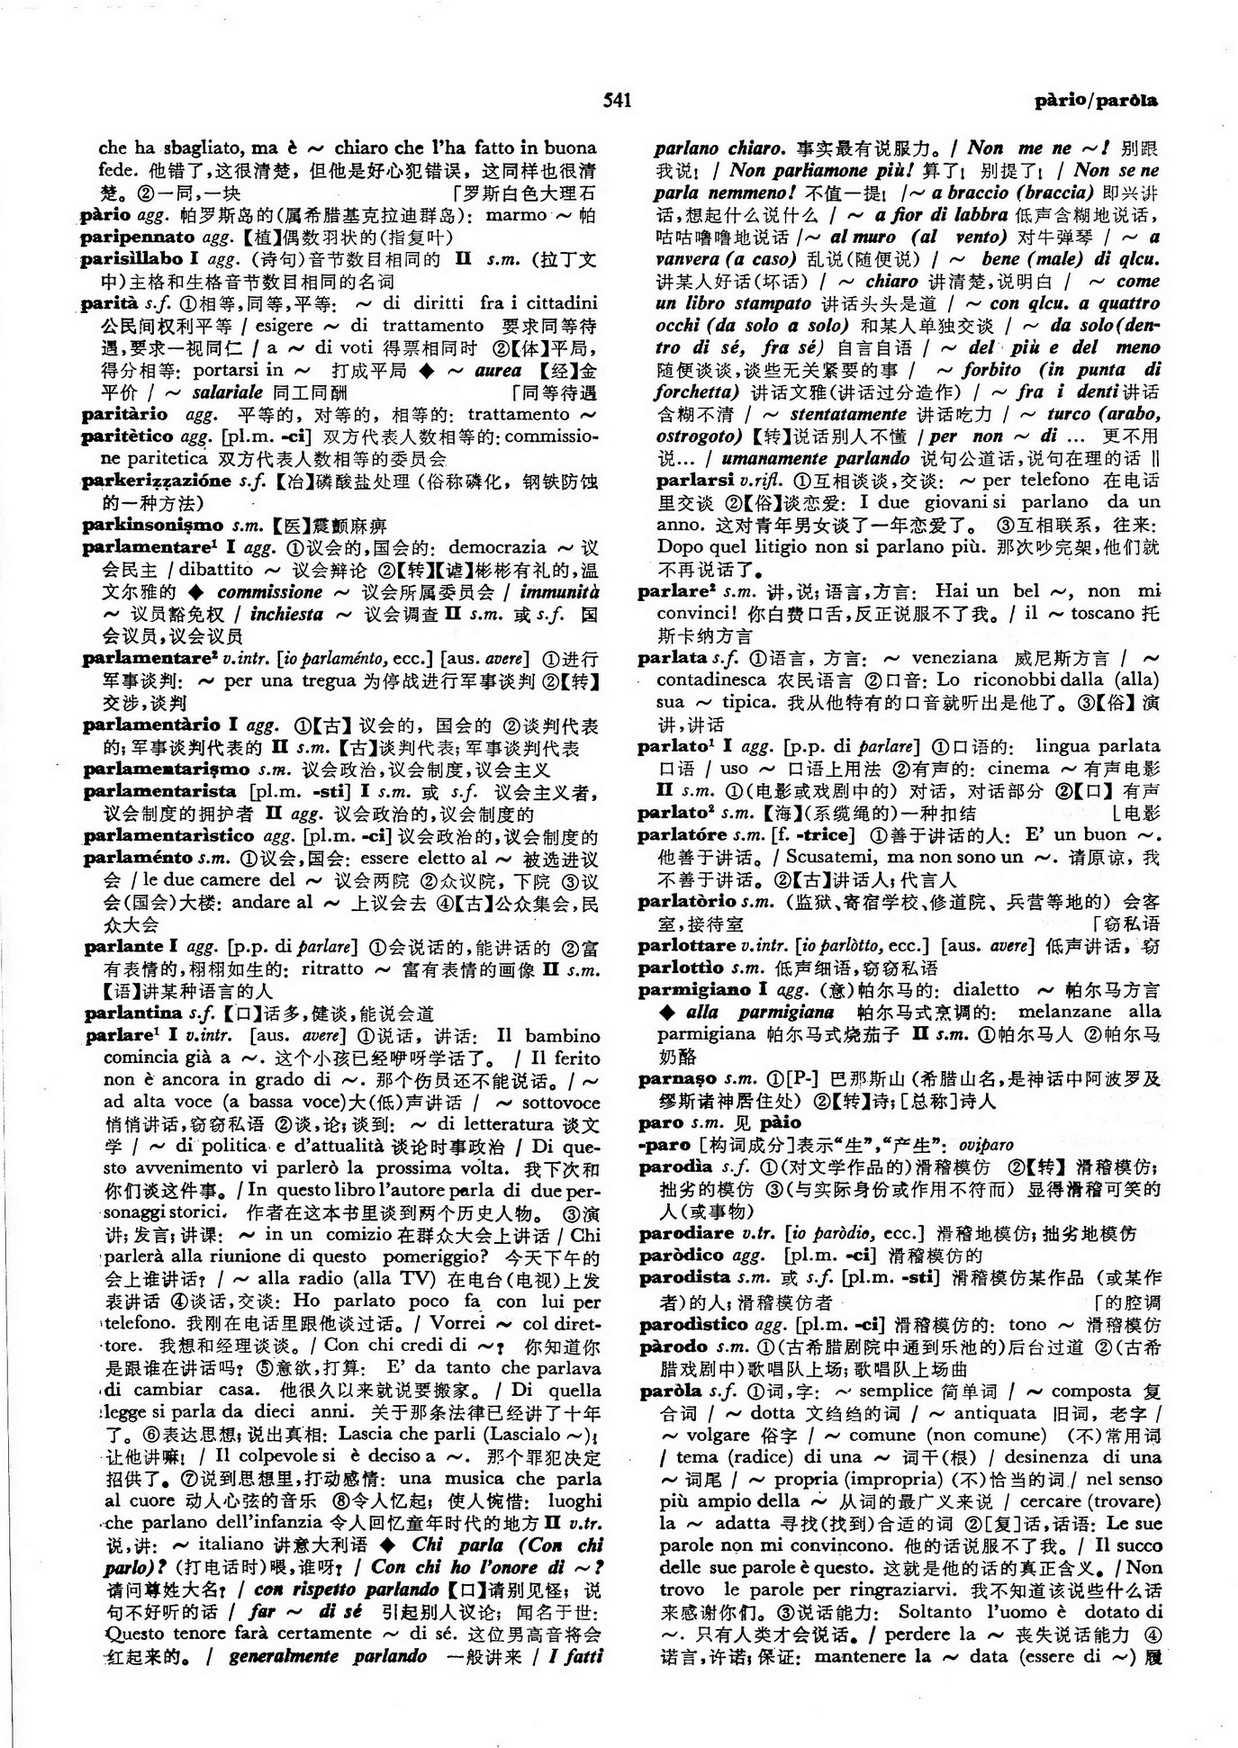 541
pàrio/paròla
che ha sbagliato, ma è ～ chiaro che l'ha fatto in buona
fede. 他错了,这很清楚，但他是好心犯错误，这同样也很清
楚。②一同,一块 「罗斯白色大理石
pàrio agg. 帕罗斯岛的(属希腊基克拉迪群岛)： marmo ～ 帕
paripennato agg.【植】偶数羽状的(指复叶)
parisìllabo I agg. (诗句)音节数目相同的 II s.m. (拉丁文
中)主格和生格音节数目相同的名词
parità s.f. ①相等,同等,平等： ～ di diritti fra i cittadini
公民间权利平等 / esigere ～ di trattamento 要求同等待
遇,要求一视同仁 / a ～ di voti 得票相同时 ②【体】平局，
得分相等: portarsi in ～ 打成平局 ◆ ～ aurea 【经】金
平价 / ～ salariale 同工同酬 「同等待遇
paritàrio agg. 平等的，对等的，相等的: trattamento ～
paritètico agg. [pl.m. -ci] 双方代表人数相等的: commissio-
ne paritetica 双方代表人数相等的委员会
parkeriẓẓazióne s.f.【冶】磷酸盐处理 (俗称磷化，钢铁防蚀
的一种方法)
parkinsoniṣmo s.m.【医】震颤麻痹
parlamentare¹ I agg. ①议会的,国会的: democrazia ～ 议
会民主 / dibattito ～ 议会辩论 ②【转】【谑】彬彬有礼的,温
文尔雅的 ◆ commissione ～ 议会所属委员会 / immunità
～ 议员豁免权 / inchiesta ～ 议会调查 II s.m. 或 s.f. 国
会议员,议会议员
parlamentare² v.intr. [io parlaménto, ecc.] [aus. avere] ①进行
军事谈判: ～ per una tregua 为停战进行军事谈判 ②【转】
交涉,谈判
parlamentàrio I agg. ①【古】议会的，国会的 ②谈判代表
的; 军事谈判代表的 II s.m.【古】谈判代表; 军事谈判代表
parlamentariṣmo s.m. 议会政治,议会制度,议会主义
parlamentarista [pl.m. -sti] I s.m. 或 s.f. 议会主义者，
议会制度的拥护者 II agg. 议会政治的,议会制度的
parlamentarìstico agg. [pl.m. -ci] 议会政治的,议会制度的
parlaménto s.m. ①议会,国会: essere eletto al ～ 被选进议
会 / le due camere del ～ 议会两院 ②众议院，下院 ③议
会(国会)大楼: andare al ～ 上议会去 ④【古】公众集会,民
众大会
parlante I agg. [p.p. di parlare] ①会说话的,能讲话的 ②富
有表情的,栩栩如生的: ritratto ～ 富有表情的画像 II s.m.
【语】讲某种语言的人
parlantina s.f.【口】话多,健谈,能说会道
parlare¹ I v.intr. [aus. avere] ①说话，讲话: Il bambino
comincia già a ～. 这个小孩已经咿呀学话了。 / Il ferito
non è ancora in grado di ～. 那个伤员还不能说话。/ ～
ad alta voce (a bassa voce)大(低)声讲话 / ～ sottovoce
悄悄讲话,窃窃私语 ②谈,论; 谈到: ～ di letteratura 谈文
学 / ～ di politica e d'attualità 谈论时事政治 / Di que-
sto avvenimento vi parlerò la prossima volta. 我下次和
你们谈这件事。/ In questo libro l'autore parla di due per-
sonaggi storici. 作者在这本书里谈到两个历史人物。 ③演
讲; 发言; 讲课: ～ in un comizio 在群众大会上讲话 / Chi
parlerà alla riunione di questo pomeriggio? 今天下午的
会上谁讲话? / ～ alla radio (alla TV) 在电台(电视)上发
表讲话 ④谈话,交谈: Ho parlato poco fa con lui per
telefono. 我刚在电话里跟他谈过话。/ Vorrei ～ col diret-
tore. 我想和经理谈谈。/ Con chi credi di ～? 你知道你
是跟谁在讲话吗? ⑤意欲,打算: E' da tanto che parlava
di cambiar casa. 他很久以来就说要搬家。 / Di quella
legge si parla da dieci anni. 关于那条法律已经讲了十年
了。⑥表达思想; 说出真相: Lascia che parli (Lascialo ～)!
让他讲嘛! / Il colpevole si è deciso a ～. 那个罪犯决定
招供了。⑦说到思想里,打动感情: una musica che parla
al cuore 动人心弦的音乐 ⑧令人忆起; 使人惋惜: luoghi
che parlano dell'infanzia 令人回忆童年时代的地方 II v.tr.
说,讲: ～ italiano 讲意大利语 ◆ Chi parla (Con chi
parlo)? (打电话时)喂,谁呀? / Con chi ho l'onore di ～?
请问尊姓大名? / con rispetto parlando【口】请别见怪; 说
句不好听的话 / far ～ di sé 引起别人议论; 闻名于世:
Questo tenore farà certamente ～ di sé. 这位男高音将会
红起来的。 / generalmente parlando 一般讲来 / I fatti
parlano chiaro. 事实最有说服力。/ Non me ne ～! 别跟
我说! / Non parliamone più! 算了! 别提了! / Non se ne
parla nemmeno! 不值一提! / ～ a braccio (braccia) 即兴讲
话,想起什么说什么 / ～ a fior di labbra 低声含糊地说话，
咕咕噜噜地说话 / ～ al muro (al vento) 对牛弹琴 / ～ a
vanvera (a caso) 乱说(随便说) / ～ bene (male) di qlcu.
讲某人好话(坏话) / ～ chiaro 讲清楚,说明白 / ～ come
un libro stampato 讲话头头是道 / ～ con qlcu. a quattro
occhi (da solo a solo) 和某人单独交谈 / ～ da solo (den-
tro di sé, fra sé) 自言自语 / ～ del più e del meno
随便谈谈,谈些无关紧要的事 / ～ forbito (in punta di
forchetta) 讲话文雅(讲话过分造作) / ～ fra i denti 讲话
含糊不清 / ～ stentatamente 讲话吃力 / ～ turco (arabo,
ostrogoto)【转】说话别人不懂 / per non ～ di ... 更不用
说... / umanamente parlando 说句公道话,说句在理的话 ‖
parlarsi v.rifl. ①互相谈谈,交谈: ～ per telefono 在电话
里交谈 ②【俗】谈恋爱: I due giovani si parlano da un
anno. 这对青年男女谈了一年恋爱了。 ③互相联系，往来:
Dopo quel litigio non si parlano più. 那次吵完架,他们就
不再说话了。
parlare² s.m. 讲,说; 语言,方言: Hai un bel ～, non mi
convinci! 你白费口舌,反正说服不了我。/ il ～ toscano 托
斯卡纳方言
parlata s.f. ①语言，方言: ～ veneziana 威尼斯方言 / ～
contadinesca 农民语言 ②口音: Lo riconobbi dalla (alla)
sua ～ tipica. 我从他特有的口音就听出是他了。③【俗】演
讲,讲话
parlato¹ I agg. [p.p. di parlare] ①口语的: lingua parlata
口语 / uso ～ 口语上用法 ②有声的: cinema ～ 有声电影
II s.m. ①(电影或戏剧中的) 对话，对话部分 ②【口】有声
parlato² s.m.【海】(系缆绳的)一种扣结 ⌊电影
parlatóre s.m. [f. -trice] ①善于讲话的人: E' un buon ～.
他善于讲话。/ Scusatemi, ma non sono un ～. 请原谅，我
不善于讲话。②【古】讲话人; 代言人
parlatòrio s.m. (监狱、寄宿学校、修道院、兵营等地的) 会客
室,接待室 「窃私语
parlottare v.intr. [io parlòtto, ecc.] [aus. avere] 低声讲话，窃
parlottìo s.m. 低声细语,窃窃私语
parmigiano I agg. (意)帕尔马的: dialetto ～ 帕尔马方言
◆ alla parmigiana 帕尔马式烹调的: melanzane alla
parmigiana 帕尔马式烧茄子 II s.m. ①帕尔马人 ②帕尔马
奶酪
parnaṣo s.m. ①[P-] 巴那斯山 (希腊山名,是神话中阿波罗及
缪斯诸神居住处) ②【转】诗; [总称]诗人
paro s.m. 见 pàio
-paro [构词成分]表示“生”,“产生”: oviparo
parodìa s.f. ①(对文学作品的)滑稽模仿 ②【转】滑稽模仿;
拙劣的模仿 ③(与实际身份或作用不符而) 显得滑稽可笑的
人(或事物)
parodiare v.tr. [io paròdio, ecc.] 滑稽地模仿; 拙劣地模仿
paròdico agg. [pl.m. -ci] 滑稽模仿的
parodista s.m. 或 s.f. [pl.m. -sti] 滑稽模仿某作品 (或某作
者)的人; 滑稽模仿者 「的腔调
parodìstico agg. [pl.m. -ci] 滑稽模仿的: tono ～ 滑稽模仿
pàrodo s.m. ①(古希腊剧院中通到乐池的)后台过道 ②(古希
腊戏剧中)歌唱队上场; 歌唱队上场曲
paròla s.f. ①词,字: ～ semplice 简单词 / ～ composta 复
合词 / ～ dotta 文绉绉的词 / ～ antiquata 旧词，老字 /
～ volgare 俗字 / ～ comune (non comune) (不)常用词
/ tema (radice) di una ～ 词干(根) / desinenza di una
～ 词尾 / ～ propria (impropria) (不)恰当的词 / nel senso
più ampio della ～ 从词的最广义来说 / cercare (trovare)
la ～ adatta 寻找(找到)合适的词 ②[复]话,话语: Le sue
parole non mi convincono. 他的话说服不了我。/ Il succo
delle sue parole è questo. 这就是他的话的真正含义。/ Non
trovo le parole per ringraziarvi. 我不知道该说些什么话
来感谢你们。③说话能力: Soltanto l'uomo è dotato di
～. 只有人类才会说话。/ perdere la ～ 丧失说话能力 ④
诺言,许诺; 保证: mantenere la ～ data (essere di ～) 履